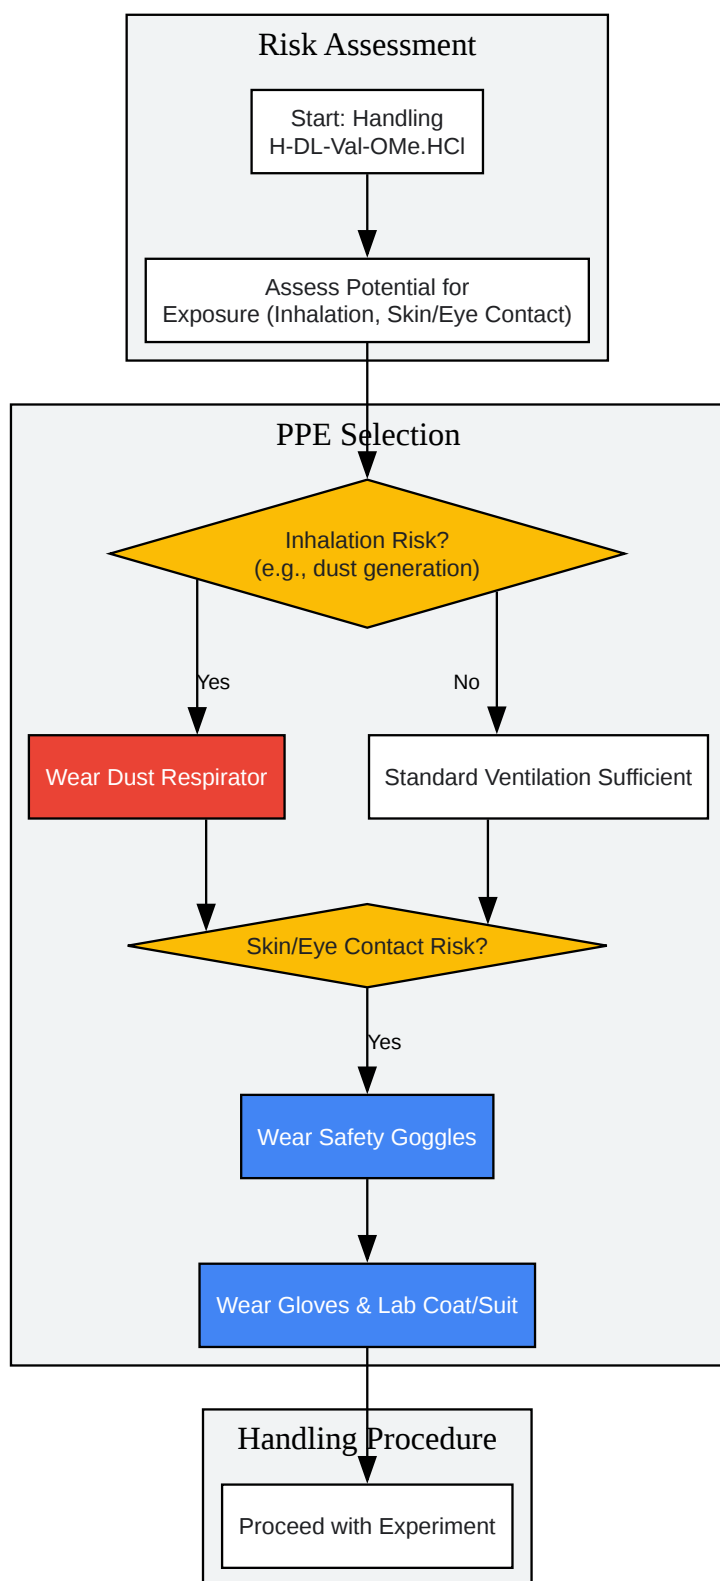 Risk Assessment
Start: Handling
H-DL-Val-OMe.HCl
Assess Potential for
Exposure (Inhalation, Skin/Eye Contact)
PPE Selection
Inhalation Risk?
(e.g., dust generation)
Yes
No
Wear Dust Respirator
Standard Ventilation Sufficient
Skin/Eye Contact Risk?
Yes
Wear Safety Goggles
Wear Gloves & Lab Coat/Suit
Handling Procedure
Proceed with Experiment